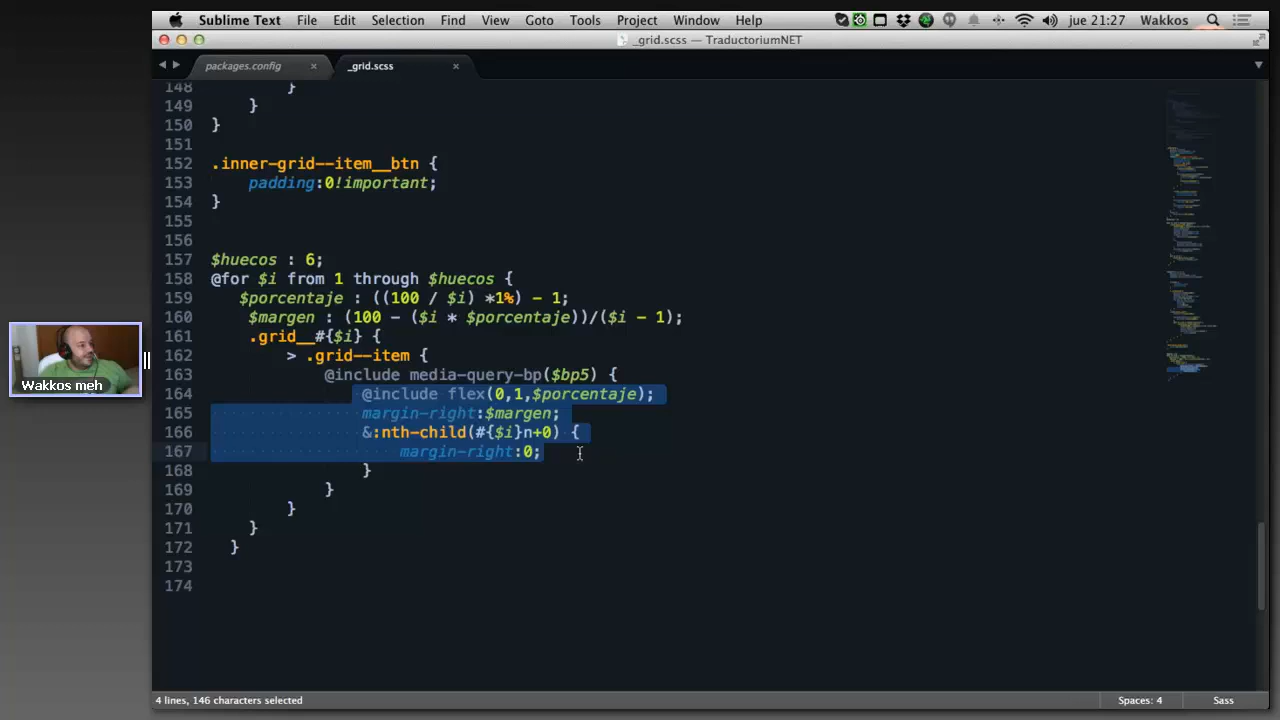 Sublime Text File Edit Selection Find View Goto Tools Project Window Help jue 21:27 Wakkos
_grid.scss — TraductoriumNET
packages.config × _grid.scss ×
148 }
149 }
150 }
151
152 .inner-grid--item__btn {
153 padding:0!important;
154 }
155
156
157 $huecos : 6;
158 @for $i from 1 through $huecos {
159 $porcentaje : ((100 / $i) *1%) - 1;
160 $margen : (100 - ($i * $porcentaje))/($i - 1);
161 .grid__#{$i} {
162 > .grid--item {
163 @include media-query-bp($bp5) {
164 @include flex(0,1,$porcentaje);
165 margin-right:$margen;
166 &:nth-child(#{$i}n+0) {
167 margin-right:0;
168 }
169 }
170 }
171 }
172 }
173
174
Wakkos meh
4 lines, 146 characters selected Spaces: 4 Sass